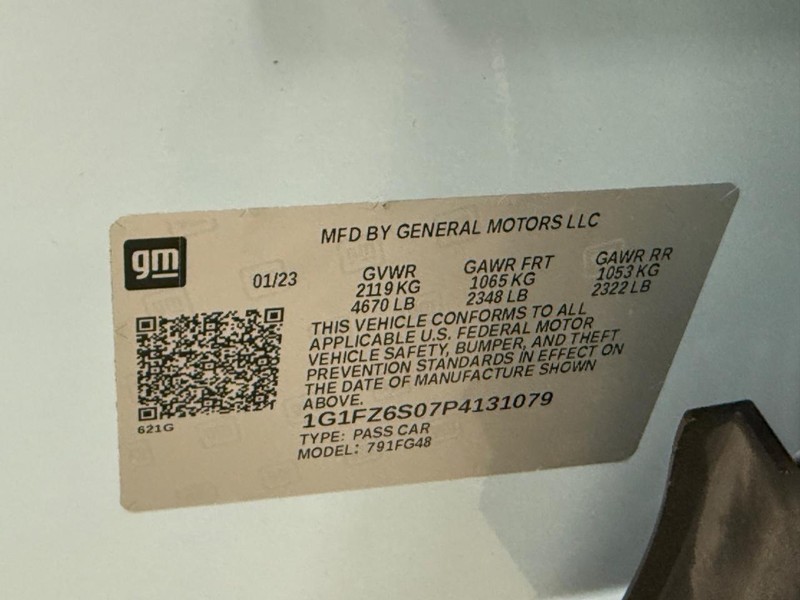 MFD BY GENERAL MOTORS LLC
gm
01/23
GVWR
2119 KG
4670 LB
GAWR FRT
1065 KG
2348 LB
GAWR RR
1053 KG
2322 LB
THIS VEHICLE CONFORMS TO ALL
APPLICABLE U.S. FEDERAL MOTOR
VEHICLE SAFETY, BUMPER, AND THEFT
PREVENTION STANDARDS IN EFFECT ON
THE DATE OF MANUFACTURE SHOWN
ABOVE.
1G1FZ6S07P4131079
TYPE: PASS CAR
MODEL: 791FG48
621G